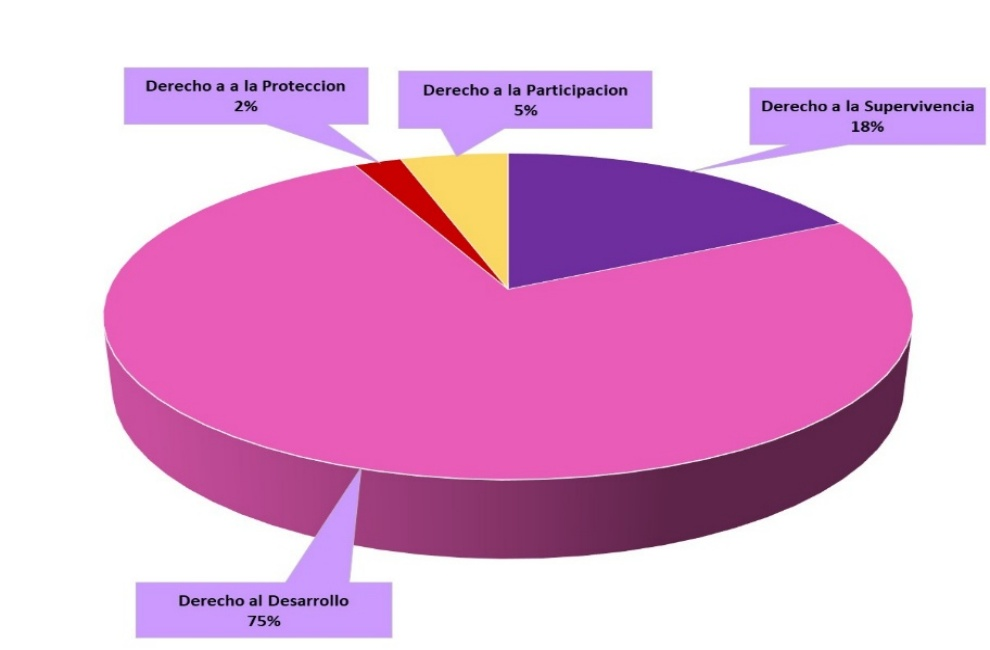 Derecho a a la Proteccion
2%
Derecho a la Participacion
5%
Derecho a la Supervivencia
18%
Derecho al Desarrollo
75%